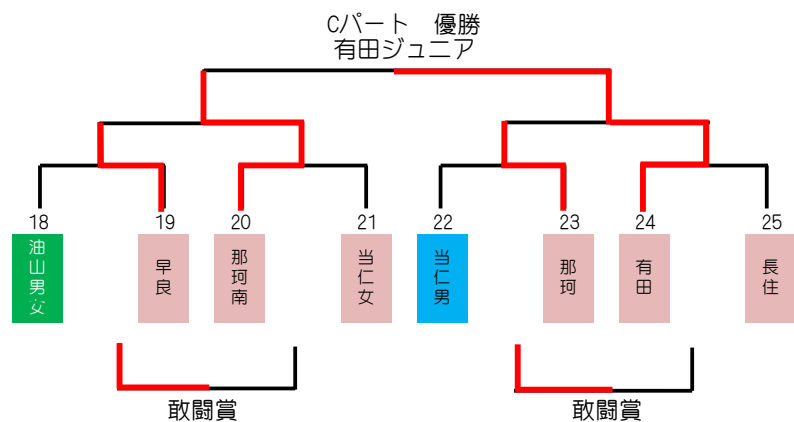 Cパート 優勝
有田ジュニア
18
19
20
21
22
23
24
25
油山男女
早良
那珂南
当仁女
当仁男
那珂
有田
長住
敢闘賞
敢闘賞